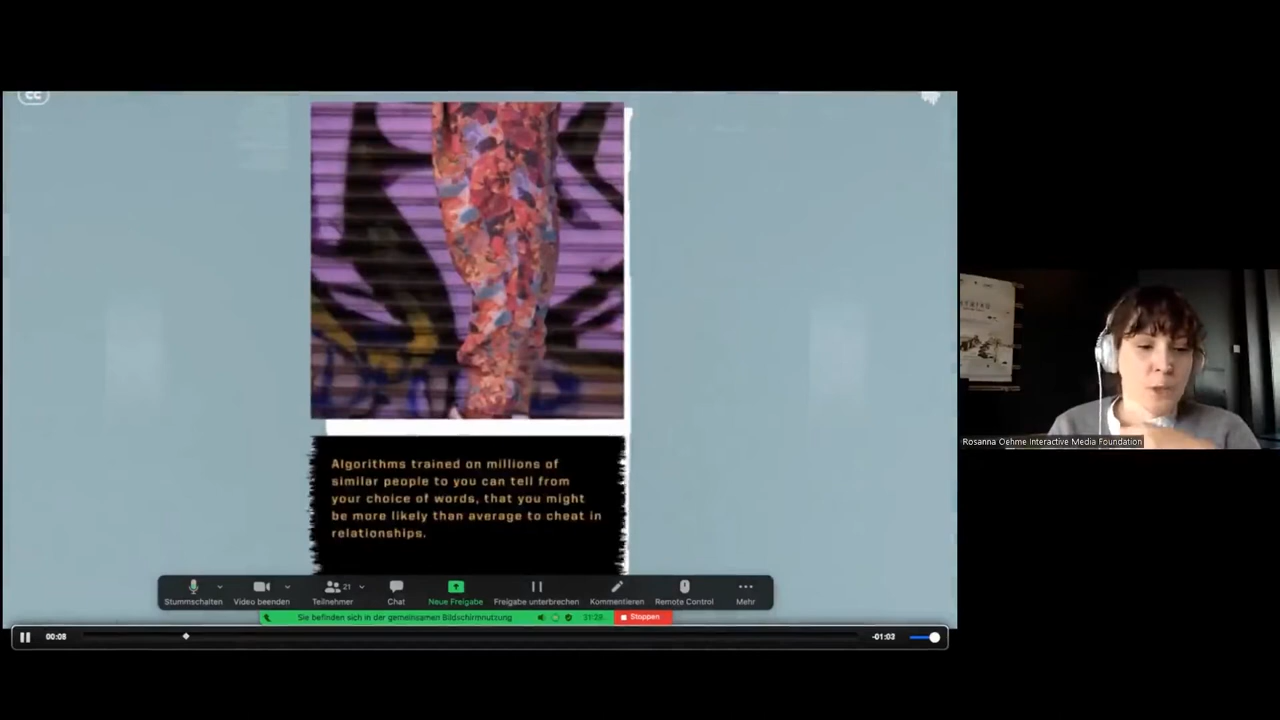 CC
Algorithms trained on millions of
similar people to you can tell from
your choice of words, that you might
be more likely than average to cheat in
relationships.
21
Stummschalten Video beenden Teilnehmer Chat Neue Freigabe Freigabe unterbrechen Kommentieren Remote Control Mehr
Sie befinden sich in der gemeinsamen Bildschirmnutzung Stoppen
00:08 -01:03
Rosanna Oehme Interactive Media Foundation